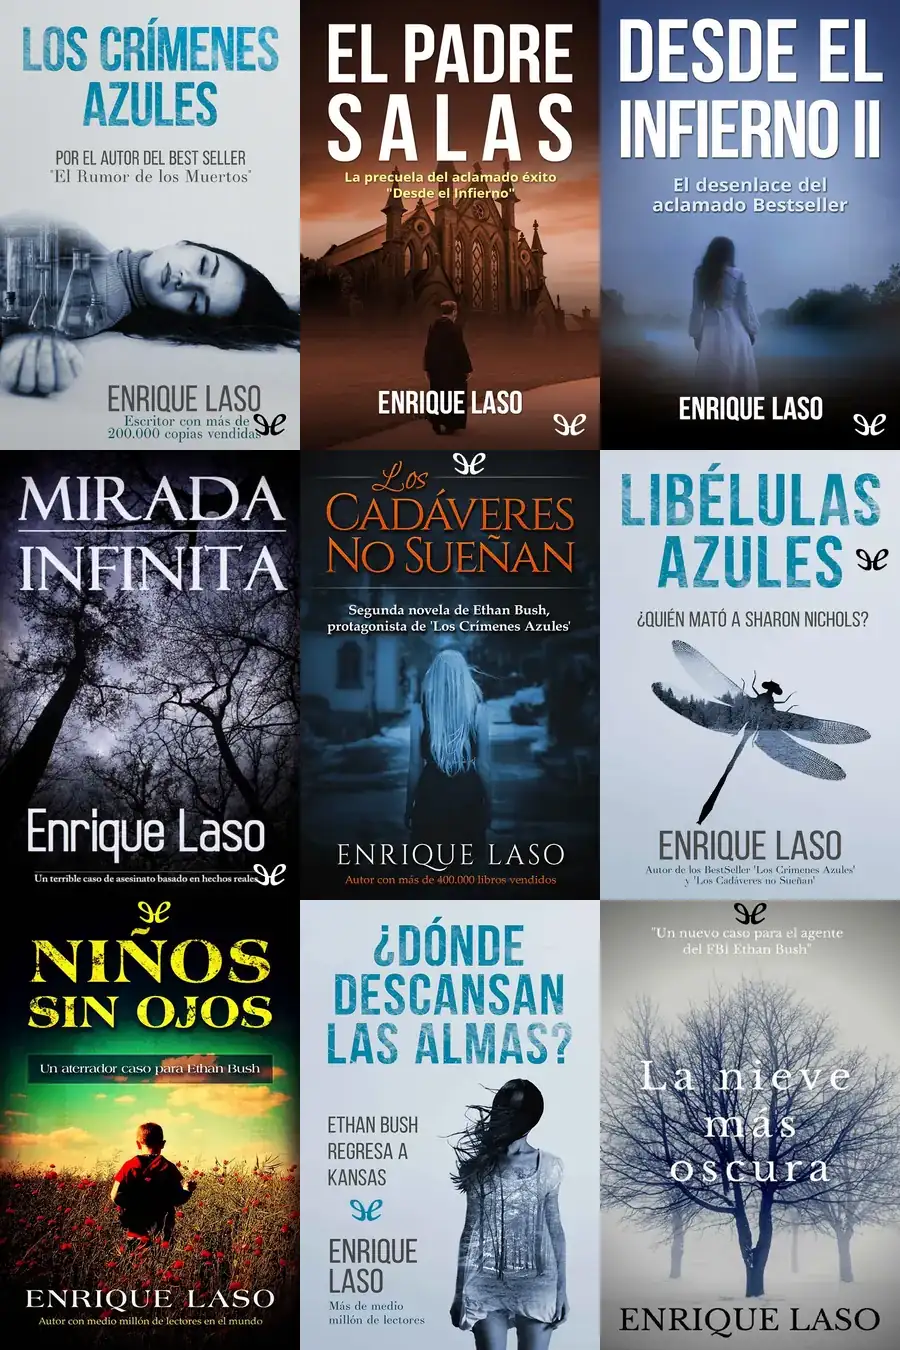 LOS CRÍMENES
AZULES
POR EL AUTOR DEL BEST SELLER
"El Rumor de los Muertos"
ENRIQUE LASO
Escritor con más de
200.000 copias vendidas
EL PADRE
SALAS
La precuela del aclamado éxito
"Desde el Infierno"
ENRIQUE LASO
DESDE EL
INFIERNO II
El desenlace del
aclamado Bestseller
ENRIQUE LASO
MIRADA
INFINITA
Enrique Laso
Un terrible caso de asesinato basado en hechos reales
Los
CADÁVERES
NO SUEÑAN
Segunda novela de Ethan Bush,
protagonista de 'Los Crímenes Azules'
ENRIQUE LASO
Autor con más de 400.000 libros vendidos
LIBÉLULAS
AZULES
¿QUIÉN MATÓ A SHARON NICHOLS?
ENRIQUE LASO
Autor de los BestSeller 'Los Crímenes Azules'
y 'Los Cadáveres no Sueñan'
NIÑOS
SIN OJOS
Un aterrador caso para Ethan Bush
ENRIQUE LASO
Autor con medio millón de lectores en el mundo
¿DÓNDE
DESCANSAN
LAS ALMAS?
ETHAN BUSH
REGRESA A
KANSAS
ENRIQUE
LASO
Más de medio
millón de lectores
"Un nuevo caso para el agente
del FBI Ethan Bush"
La nieve
más
oscura
ENRIQUE LASO